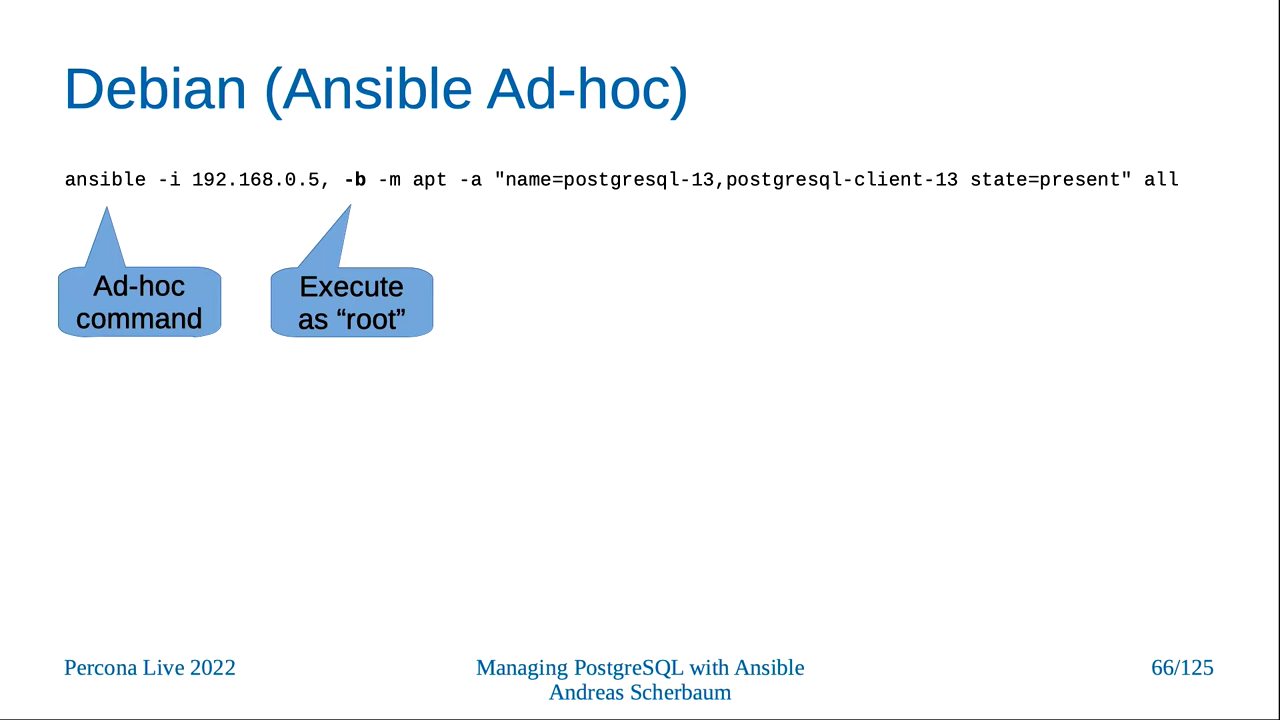 Debian (Ansible Ad-hoc)
ansible -i 192.168.0.5, -b -m apt -a "name=postgresql-13,postgresql-client-13 state=present" all
Ad-hoc
command
Execute
as “root”
Percona Live 2022
Managing PostgreSQL with Ansible
Andreas Scherbaum
66/125